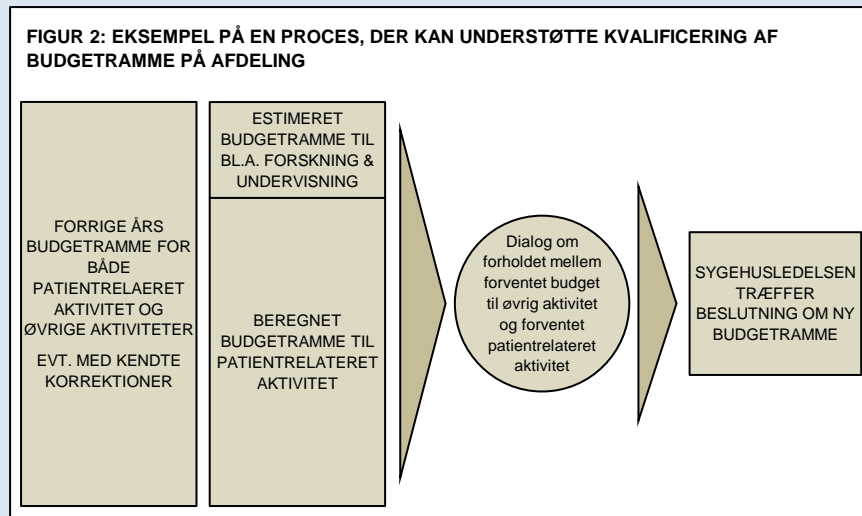 FIGUR 2: EKSEMPEL PÅ EN PROCES, DER KAN UNDERSTØTTE KVALIFICERING AF
BUDGETRAMME PÅ AFDELING
FORRIGE ÅRS
BUDGETRAMME FOR
BÅDE
PATIENTRELAERET
AKTIVITET OG
ØVRIGE AKTIVITETER
EVT. MED KENDTE
KORREKTIONER
ESTIMERET
BUDGETRAMME TIL
BL.A. FORSKNING &
UNDERVISNING
BEREGNET
BUDGETRAMME TIL
PATIENTRELATERET
AKTIVITET
Dialog om
forholdet mellem
forventet budget
til øvrig aktivitet
og forventet
patientrelateret
aktivitet
SYGEHUSLEDELSEN
TRÆFFER
BESLUTNING OM NY
BUDGETRAMME